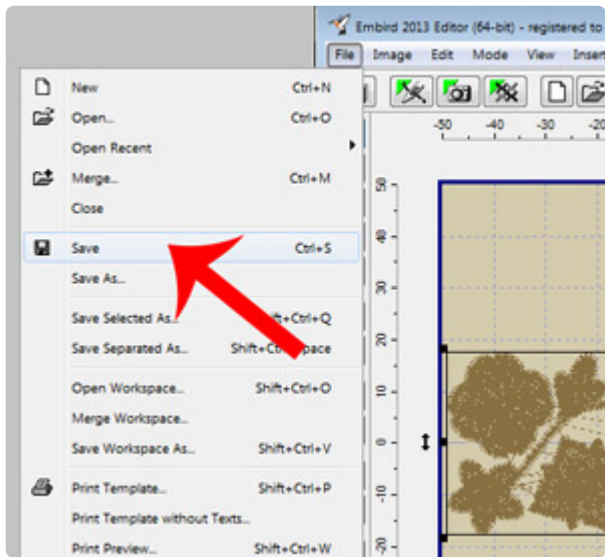 Embird 2013 Editor (64-bit) - registered to
File Image Edit Mode View Insert
New Ctrl+N
Open... Ctrl+O
Open Recent
Merge... Ctrl+M
Close
Save Ctrl+S
Save As...
Save Selected As... Ctrl+Q
Save Separated As...
Open Workspace... Shift+Ctrl+O
Merge Workspace...
Save Workspace As... Shift+Ctrl+V
Print Template... Shift+Ctrl+P
Print Template without Texts...
Print Preview... Shift+Ctrl+W
-50 -40 -30 -20
50
40
30
20
10
0
-10
-20